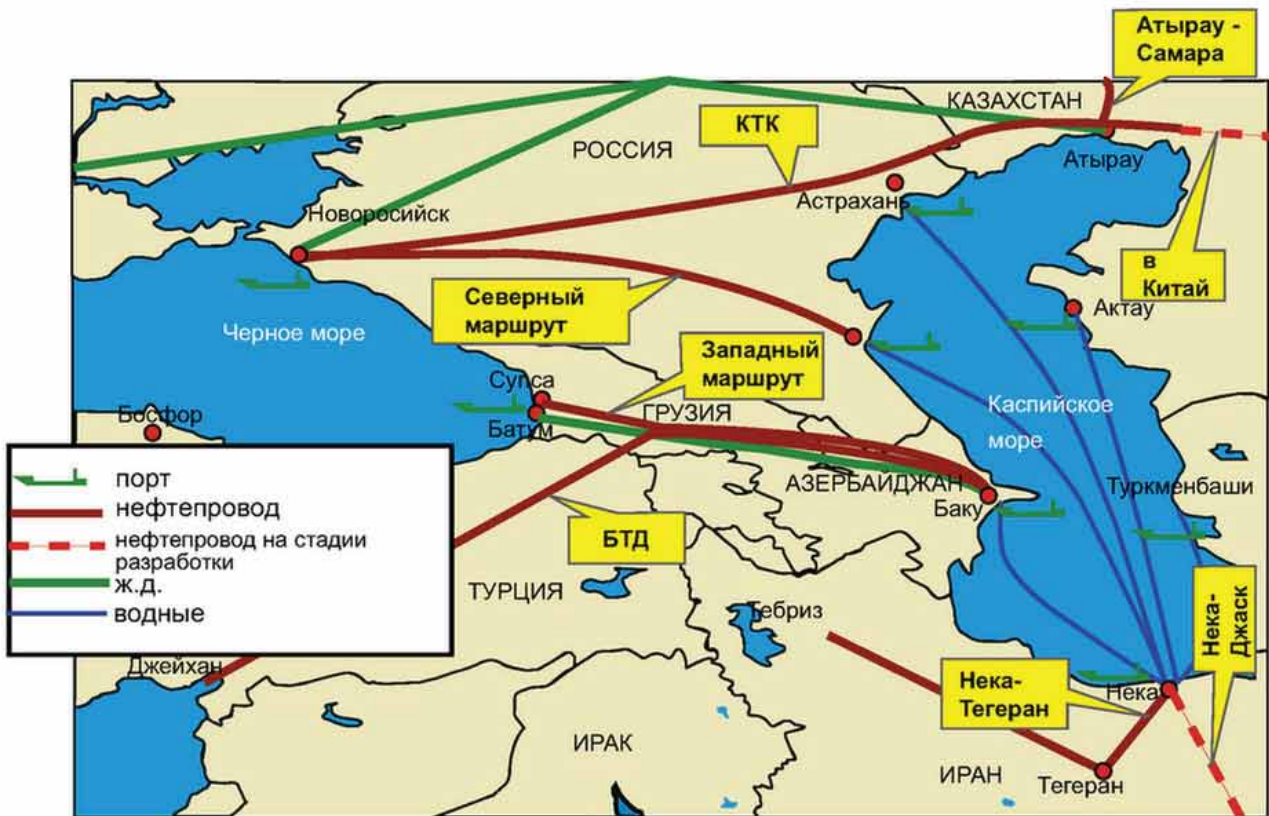 Атырау -
Самара
КАЗАХСТАН
КТК
РОССИЯ
Атырау
Астрахань
Новоросийск
в
Китай
Северный
маршрут
Актау
Черное море
Западный
маршрут
Супса
ГРУЗИЯ
Каспийское
море
Босфор
Батум
АЗЕРБАЙДЖАН
Туркменбаши
Баку
порт
нефтепровод
нефтепровод на стадии
разработки
ж.д.
водные
БТД
ТУРЦИЯ
Тебриз
Джейхан
Нека-
Джаск
Нека-
Тегеран
Нека
ИРАК
ИРАН
Тегеран